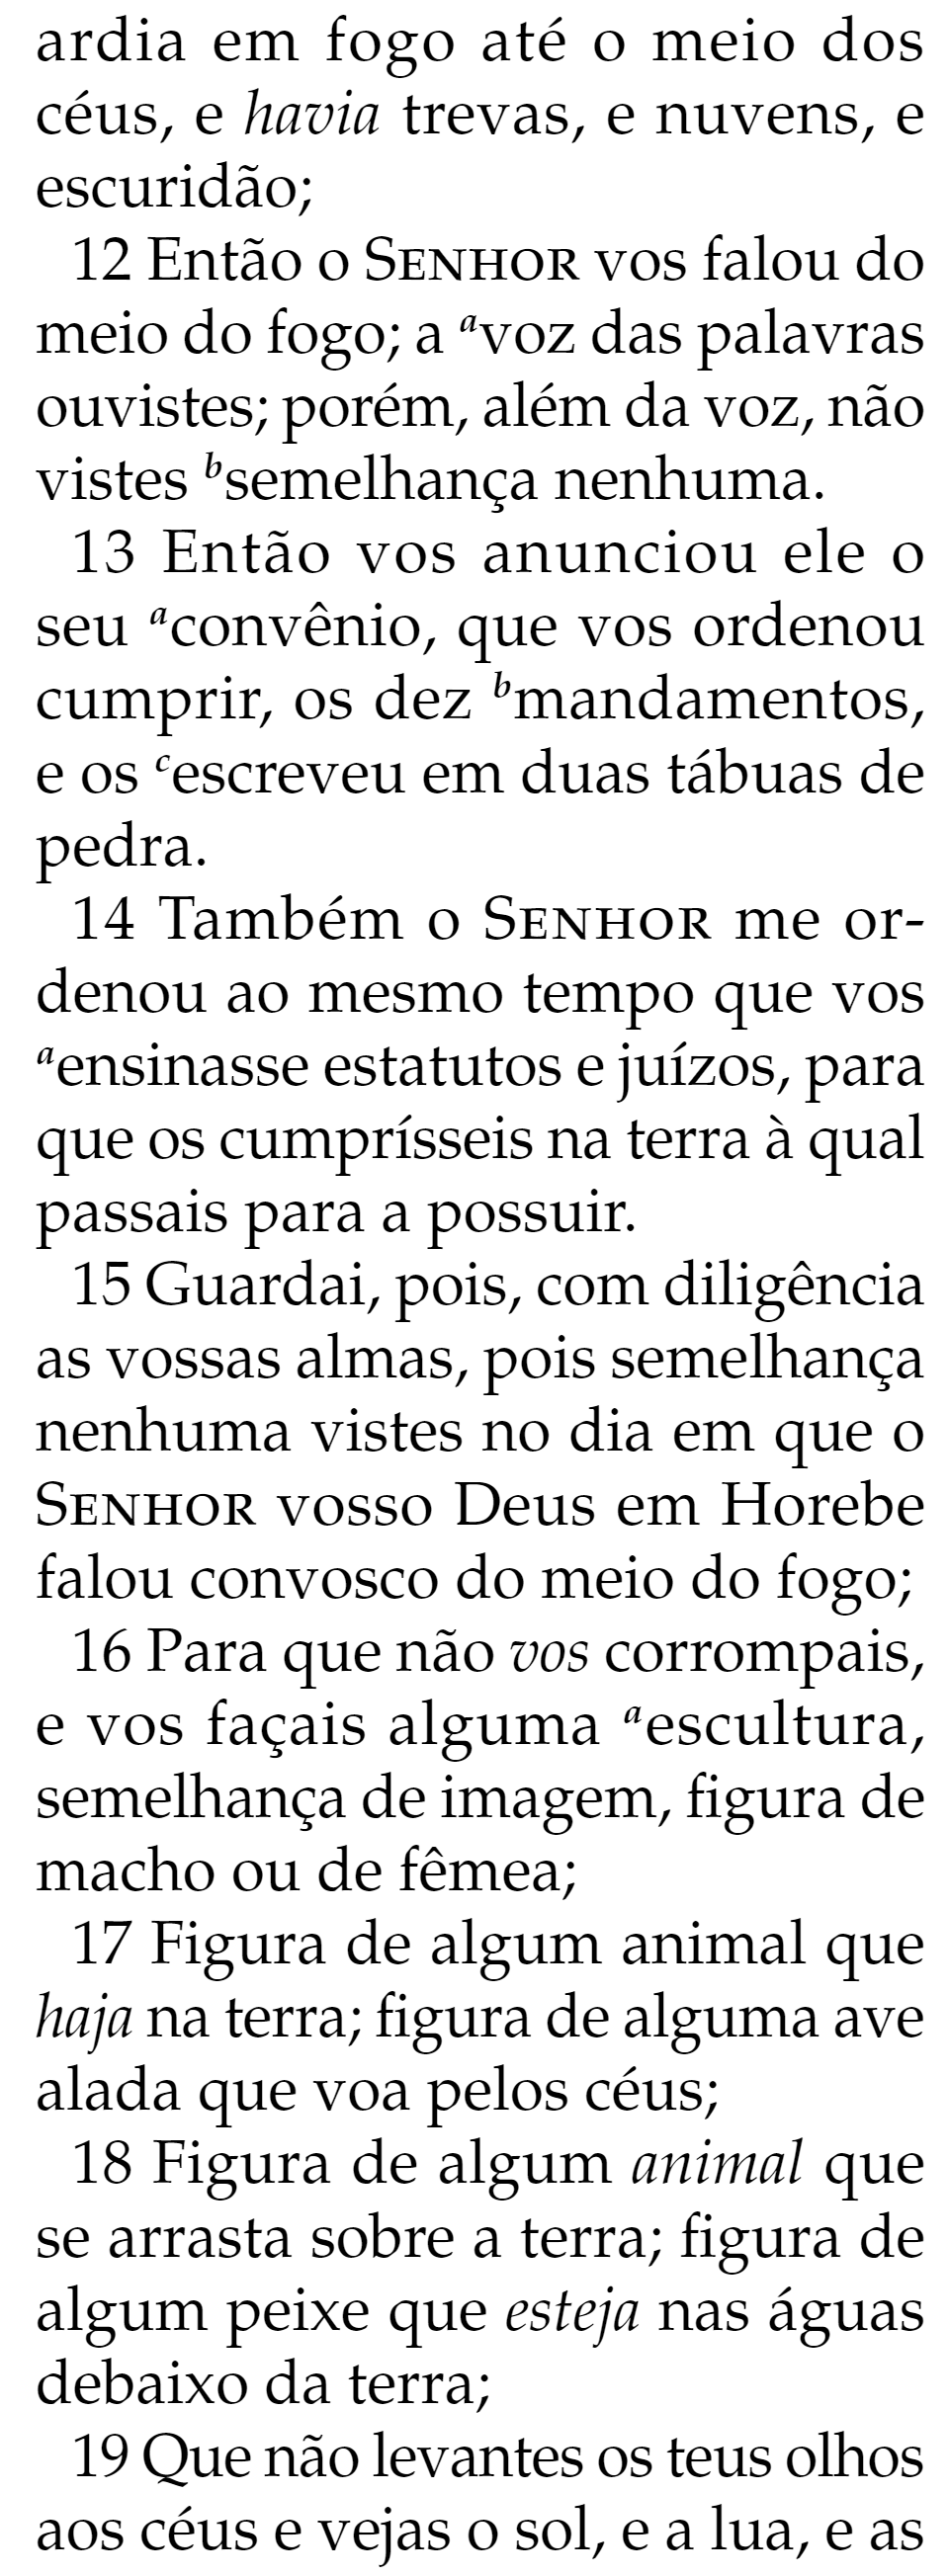 ardia em fogo até o meio dos
céus, e havia trevas, e nuvens, e
escuridão;
12 Então o SENHOR vos falou do
meio do fogo; a ᵃvoz das palavras
ouvistes; porém, além da voz, não
vistes ᵇsemelhança nenhuma.
13 Então vos anunciou ele o
seu ᵃconvênio, que vos ordenou
cumprir, os dez ᵇmandamentos,
e os ᶜescreveu em duas tábuas de
pedra.
14 Também o SENHOR me or-
denou ao mesmo tempo que vos
ᵃensinasse estatutos e juízos, para
que os cumprísseis na terra à qual
passais para a possuir.
15 Guardai, pois, com diligência
as vossas almas, pois semelhança
nenhuma vistes no dia em que o
SENHOR vosso Deus em Horebe
falou convosco do meio do fogo;
16 Para que não vos corrompais,
e vos façais alguma ᵃescultura,
semelhança de imagem, figura de
macho ou de fêmea;
17 Figura de algum animal que
haja na terra; figura de alguma ave
alada que voa pelos céus;
18 Figura de algum animal que
se arrasta sobre a terra; figura de
algum peixe que esteja nas águas
debaixo da terra;
19 Que não levantes os teus olhos
aos céus e vejas o sol, e a lua, e as